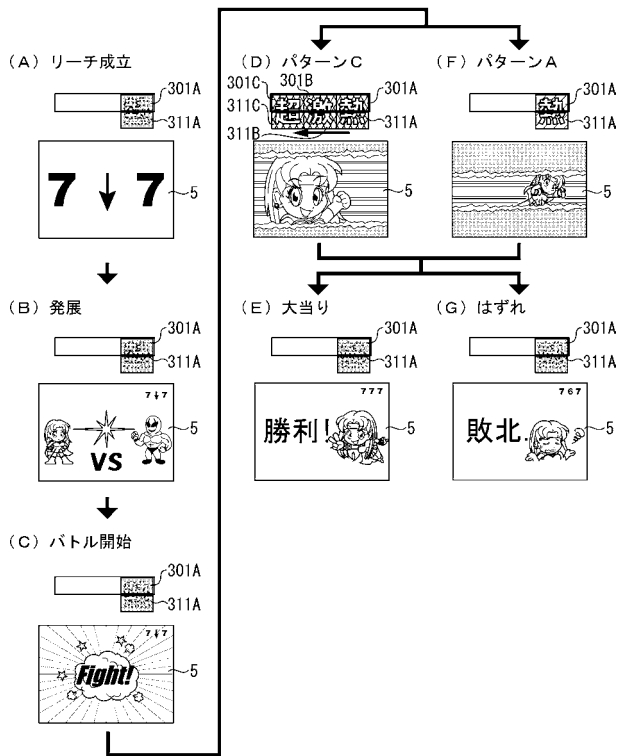 (A) リーチ成立
301A
311A
7↓7
5
(B) 発展
301A
311A
7↓7
VS
5
(C) バトル開始
301A
311A
7↓7
Fight!
5
(D) パターンC
301C
301B
301A
311C
311B
311A
5
(F) パターンA
301A
311A
5
(E) 大当り
301A
311A
777
勝利!
5
(G) はずれ
301A
311A
767
敗北
5